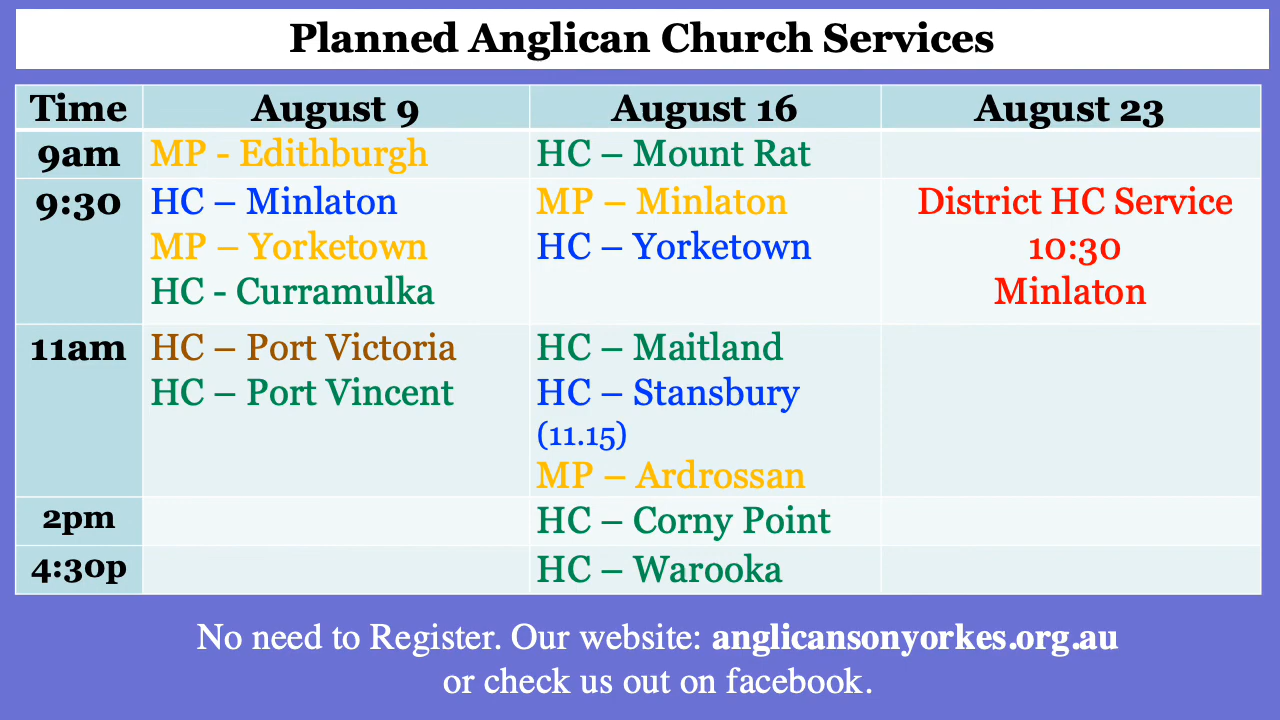 Planned Anglican Church Services
Time August 9 August 16 August 23
9am MP - Edithburgh HC – Mount Rat
9:30 HC – Minlaton MP – Minlaton District HC Service
MP – Yorketown HC – Yorketown 10:30
HC - Curramulka Minlaton
11am HC – Port Victoria HC – Maitland
HC – Port Vincent HC – Stansbury
(11.15)
MP – Ardrossan
2pm HC – Corny Point
4:30p HC – Warooka
No need to Register. Our website: anglicansonyorkes.org.au
or check us out on facebook.